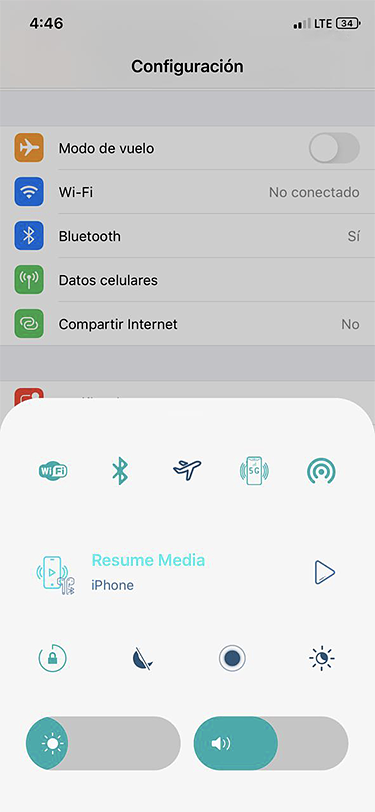 4:46
LTE
34
Configuración
Modo de vuelo
Wi-Fi
No conectado
Bluetooth
Sí
Datos celulares
Compartir Internet
No
WiFi
5G
Resume Media
iPhone